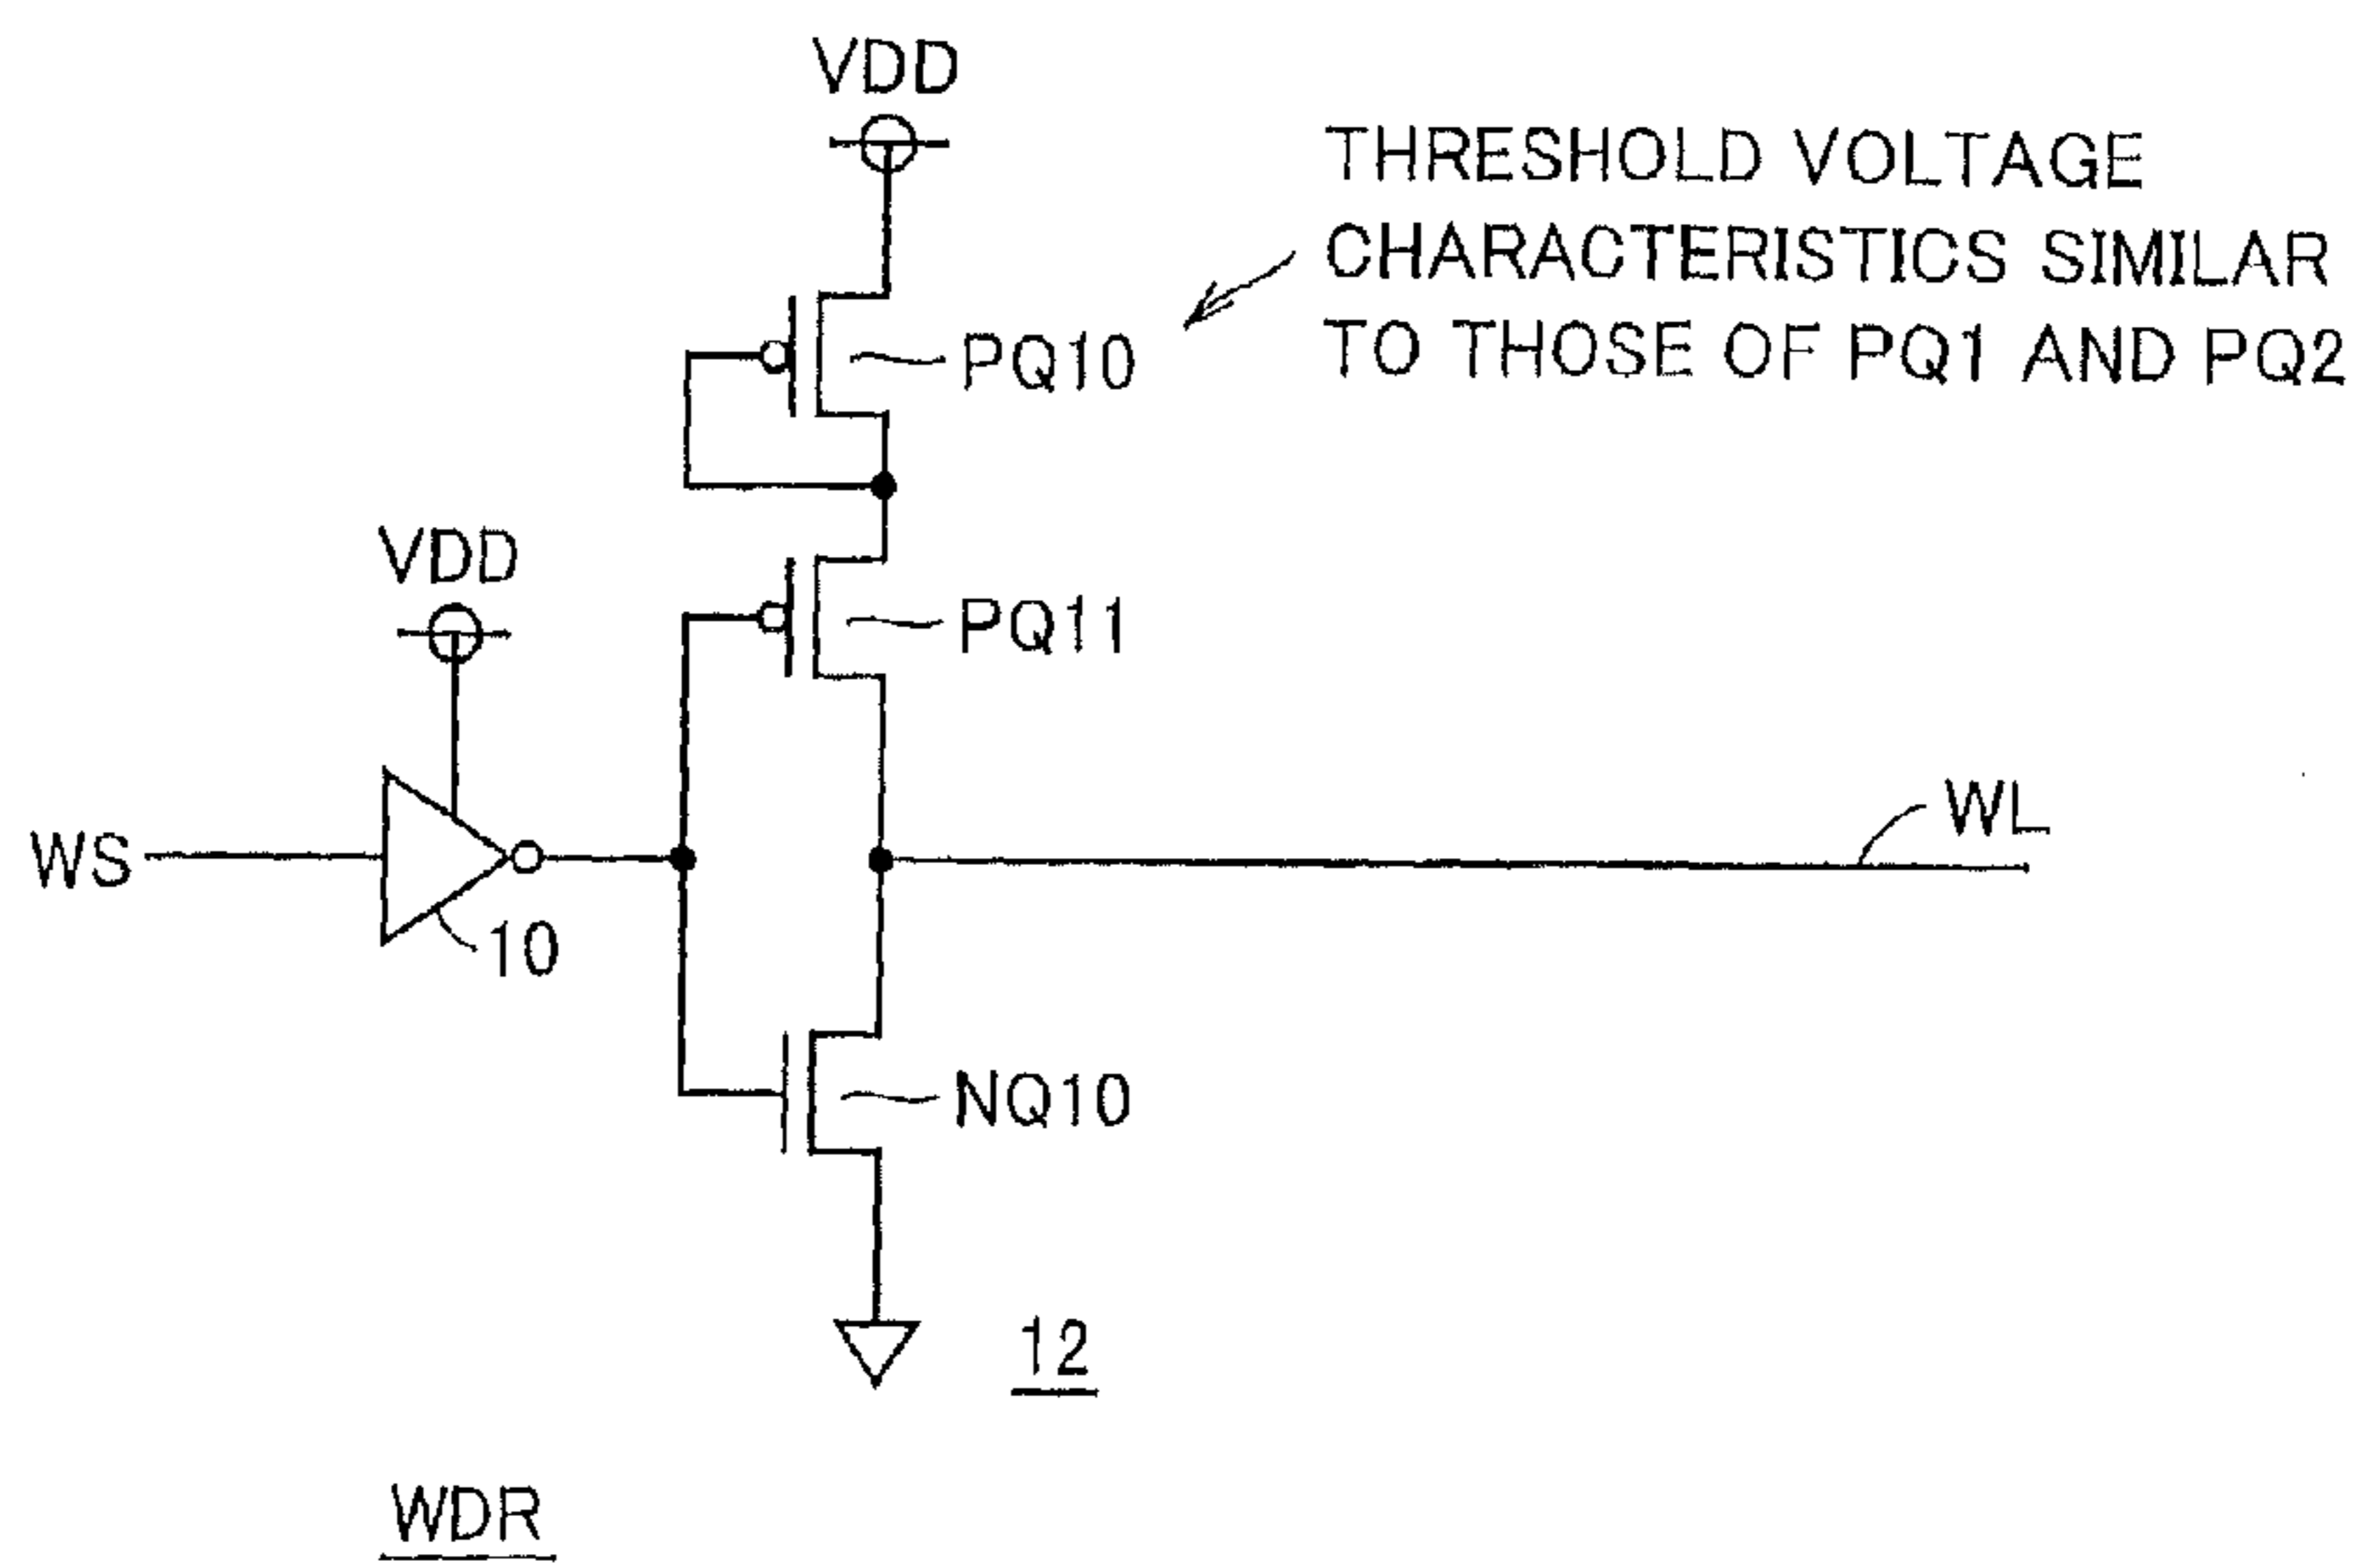 VDD
THRESHOLD VOLTAGE
CHARACTERISTICS SIMILAR
TO THOSE OF PQ1 AND PQ2
PQ10
VDD
PQ11
WS
10
WL
NQ10
12
WDR